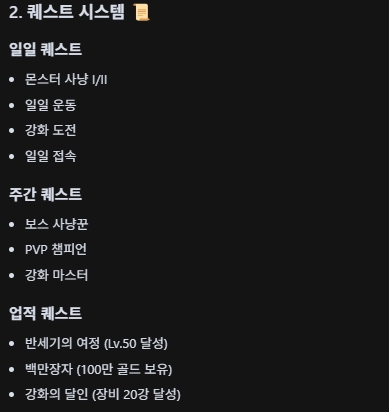 2. 퀘스트 시스템 📜
일일 퀘스트
• 몬스터 사냥 I/II
• 일일 운동
• 강화 도전
• 일일 접속
주간 퀘스트
• 보스 사냥꾼
• PVP 챔피언
• 강화 마스터
업적 퀘스트
• 반세기의 여정 (Lv.50 달성)
• 백만장자 (100만 골드 보유)
• 강화의 달인 (장비 20강 달성)